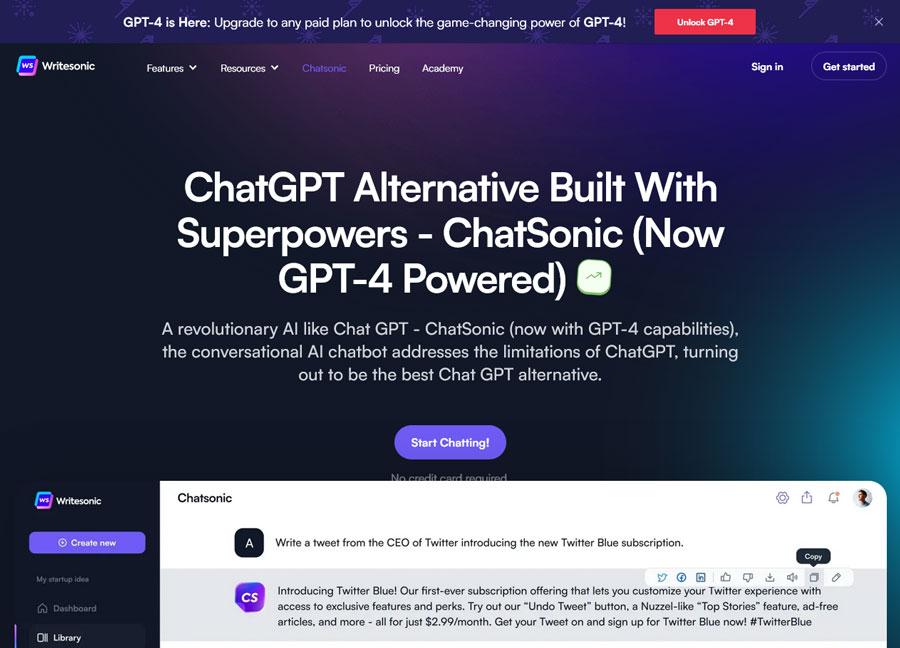 GPT-4 is Here: Upgrade to any paid plan to unlock the game-changing power of GPT-4!
Unlock GPT-4
WS Writesonic
Features
Resources
Chatsonic
Pricing
Academy
Sign in
Get started
ChatGPT Alternative Built With
Superpowers - ChatSonic (Now
GPT-4 Powered)
A revolutionary AI like Chat GPT - ChatSonic (now with GPT-4 capabilities),
the conversational AI chatbot addresses the limitations of ChatGPT, turning
out to be the best Chat GPT alternative.
Start Chatting!
No credit card required
WS Writesonic
Create new
My startup idea
Dashboard
Library
Chatsonic
A
Write a tweet from the CEO of Twitter introducing the new Twitter Blue subscription.
Copy
CS
Introducing Twitter Blue! Our first-ever subscription offering that lets you customize your Twitter experience with
access to exclusive features and perks. Try out our “Undo Tweet” button, a Nuzzel-like “Top Stories” feature, ad-free
articles, and more - all for just $2.99/month. Get your Tweet on and sign up for Twitter Blue now! #TwitterBlue